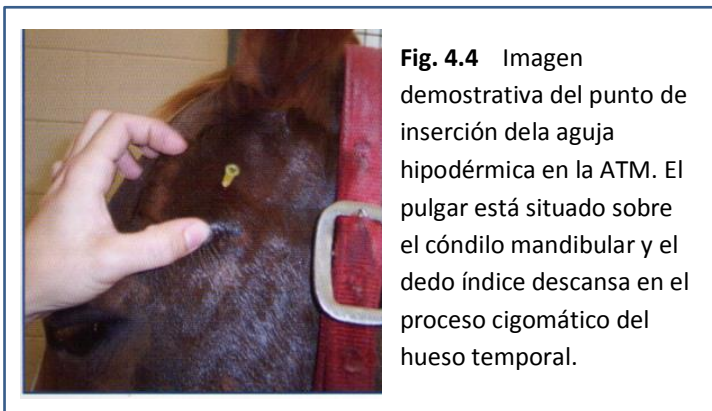 Fig. 4.4 Imagen
demostrativa del punto de
inserción dela aguja
hipodérmica en la ATM. El
pulgar está situado sobre
el cóndilo mandibular y el
dedo índice descansa en el
proceso cigomático del
hueso temporal.